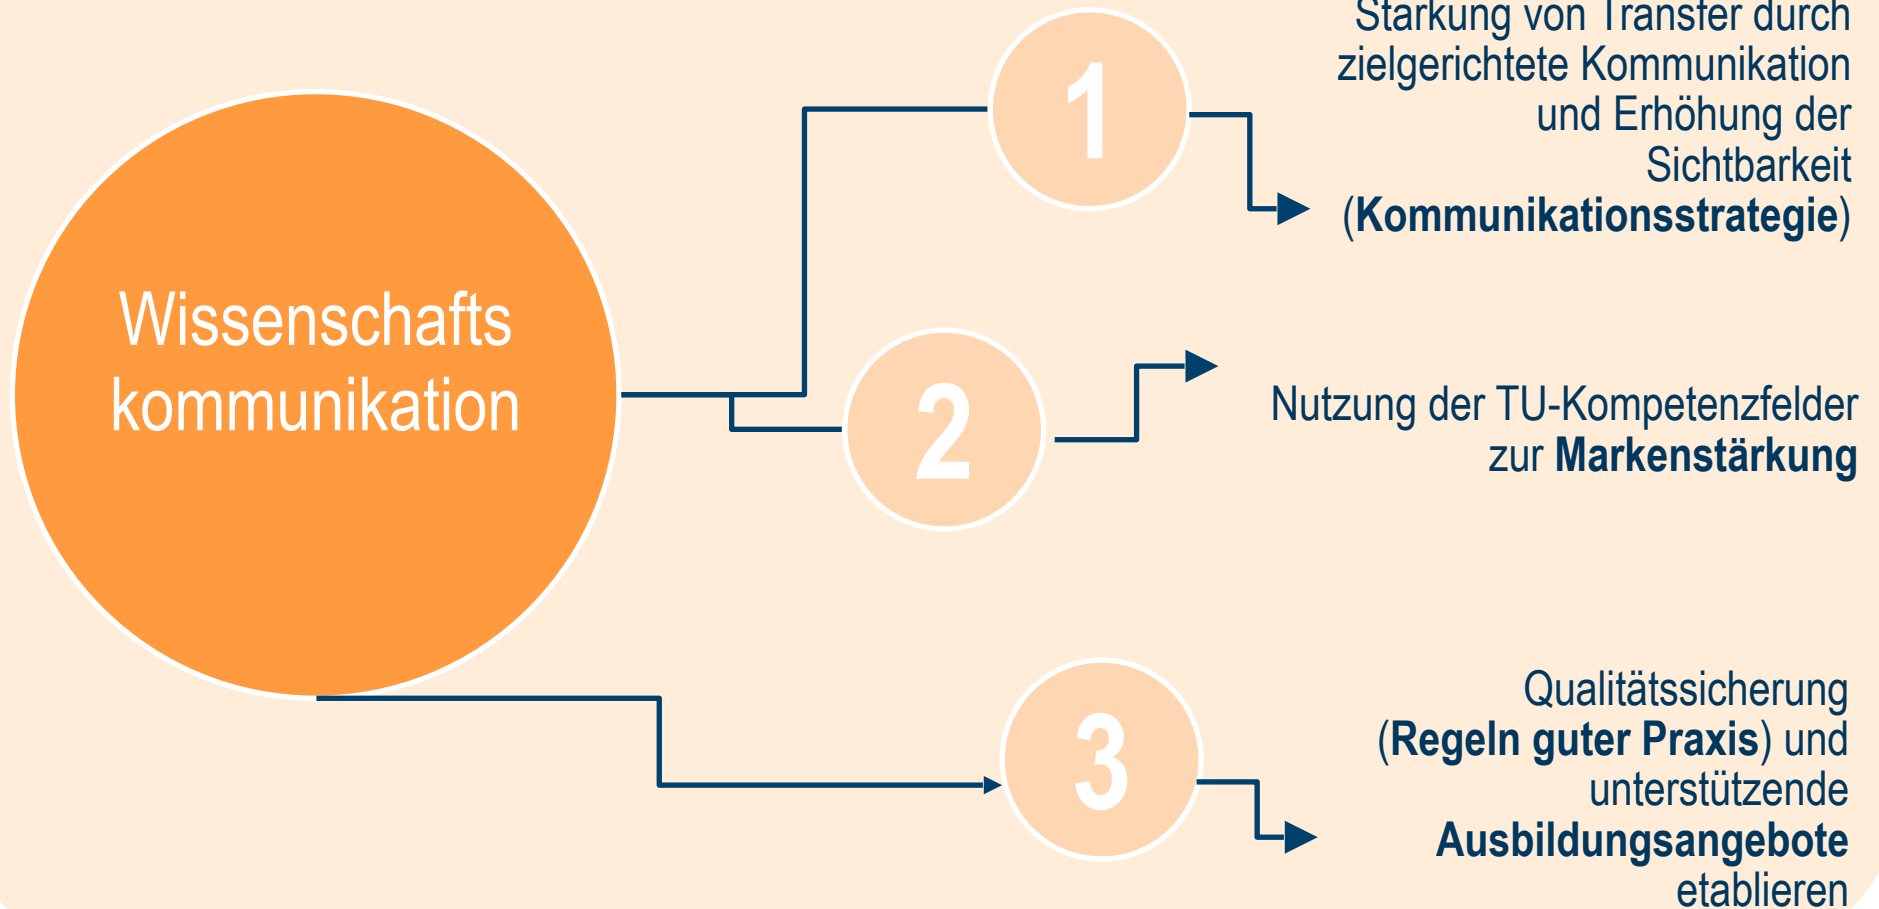 Wissenschafts
kommunikation
1
Stärkung von Transfer durch
zielgerichtete Kommunikation
und Erhöhung der
Sichtbarkeit
(Kommunikationsstrategie)
2
Nutzung der TU-Kompetenzfelder
zur Markenstärkung
3
Qualitätssicherung
(Regeln guter Praxis) und
unterstützende
Ausbildungsangebote
etablieren